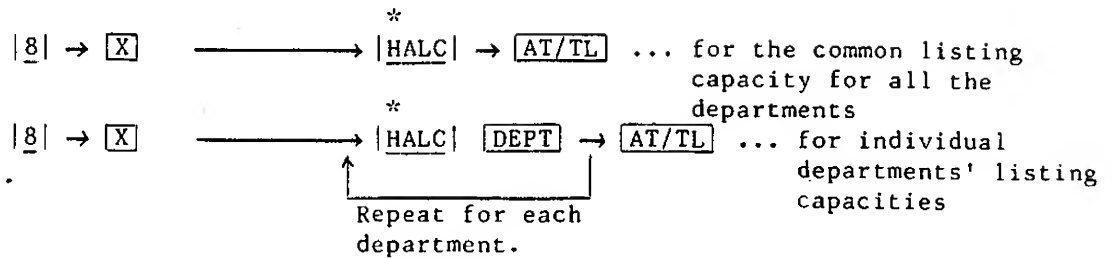 *
|8| → [X] ⟶ |HALC| → [AT/TL] ... for the common listing
capacity for all the
departments
*
|8| → [X] ⟶ |HALC| [DEPT] → [AT/TL] ... for individual
departments' listing
capacities
Repeat for each
department.